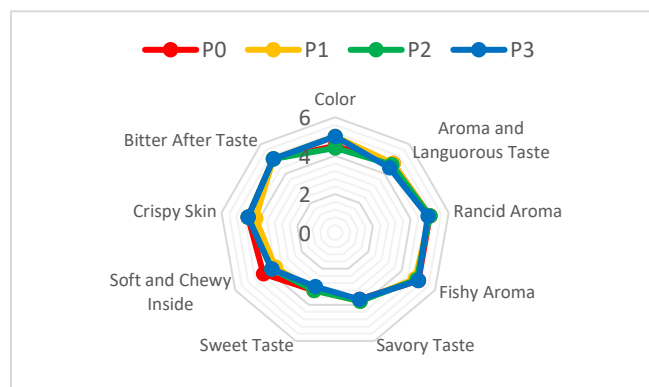 P0 P1 P2 P3
Color
Aroma and
Languorous Taste
Rancid Aroma
Fishy Aroma
Savory Taste
Sweet Taste
Soft and Chewy
Inside
Crispy Skin
Bitter After Taste
6
4
2
0